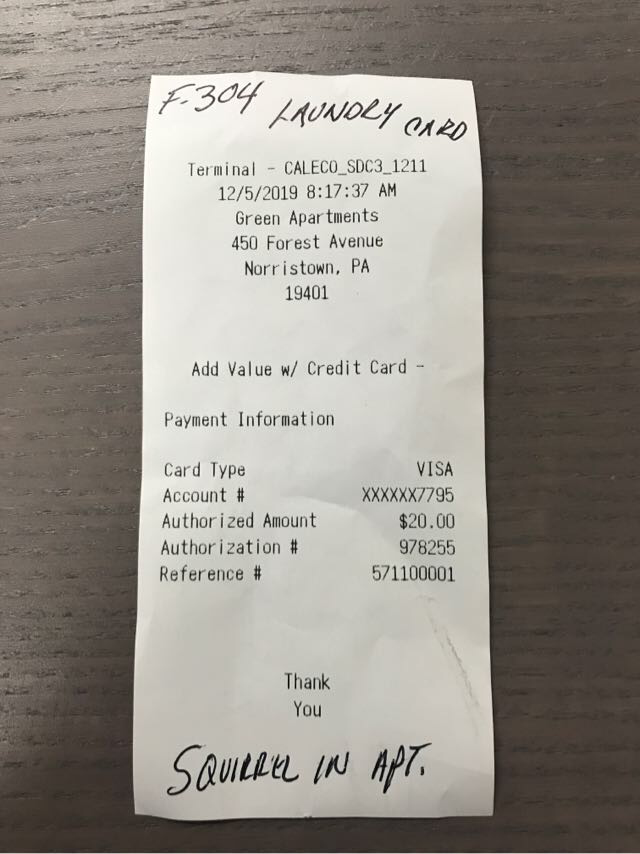 F-304 LAUNDRY CARD
Terminal - CALECO_SDC3_1211
12/5/2019 8:17:37 AM
Green Apartments
450 Forest Avenue
Norristown, PA
19401
Add Value w/ Credit Card -
Payment Information
Card Type VISA
Account # XXXXXX7795
Authorized Amount $20.00
Authorization # 978255
Reference # 571100001
Thank
You
SQUIRREL IN APT.